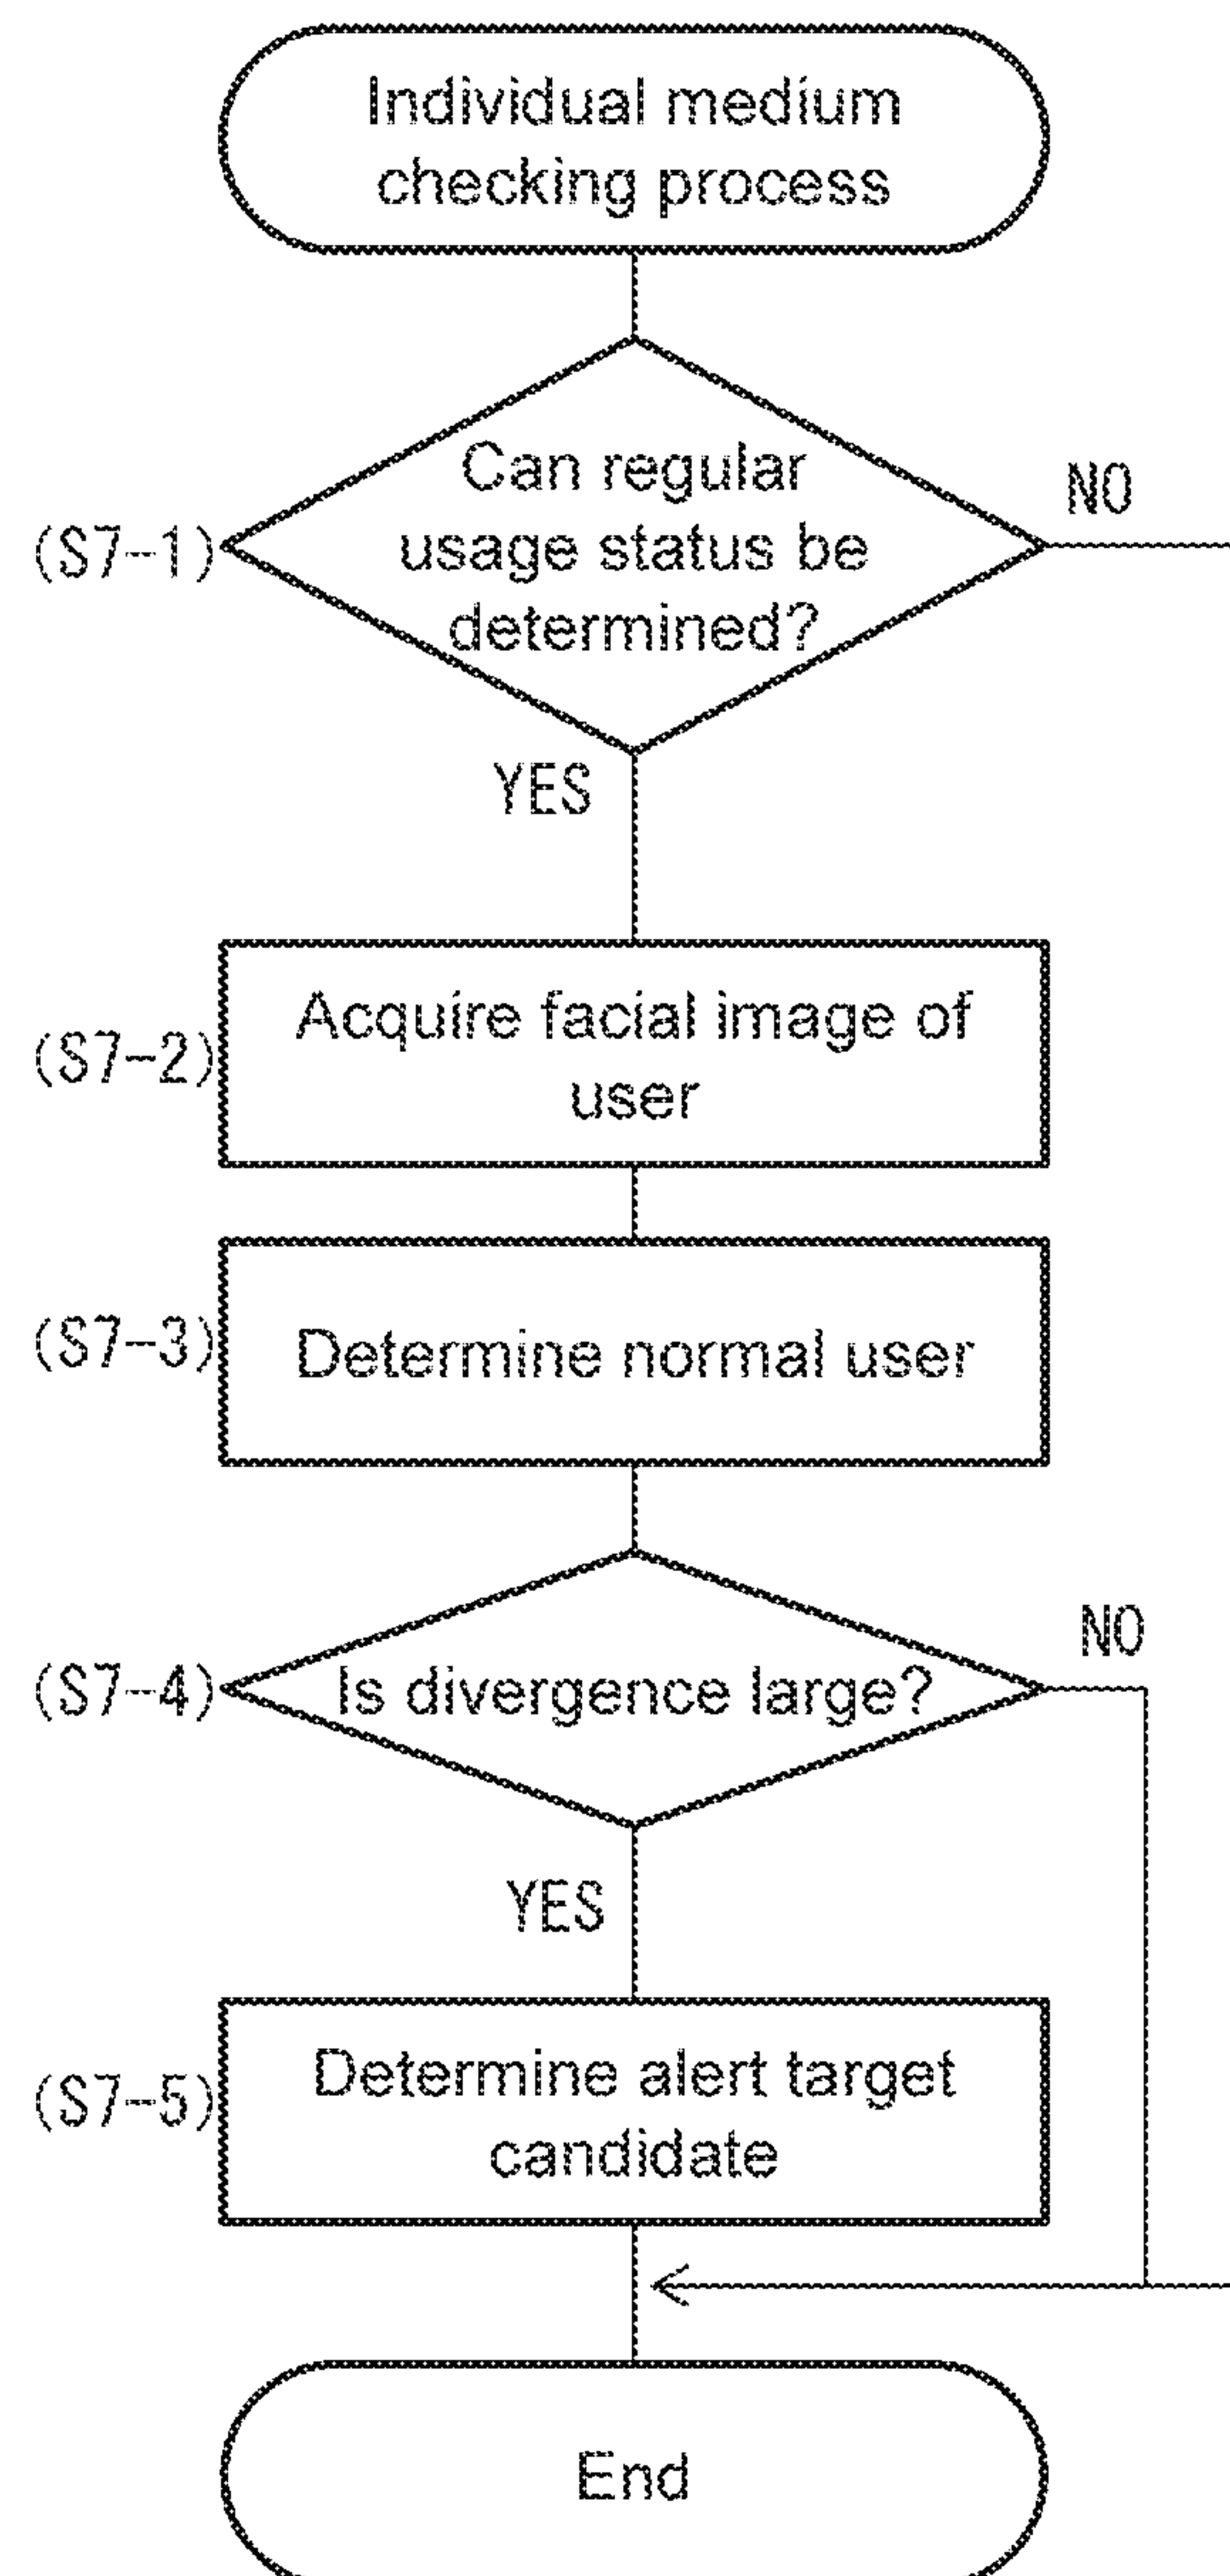 Individual medium
checking process
Can regular
NO
(S7-1)
usage status be
determined?
YES
Acquire facial image of
(S7-2)
user
(S7-3)
Determine normal user
NO
(S7-4)
Is divergence large?
YES
Determine alert target
(S7-5)
candidate
End